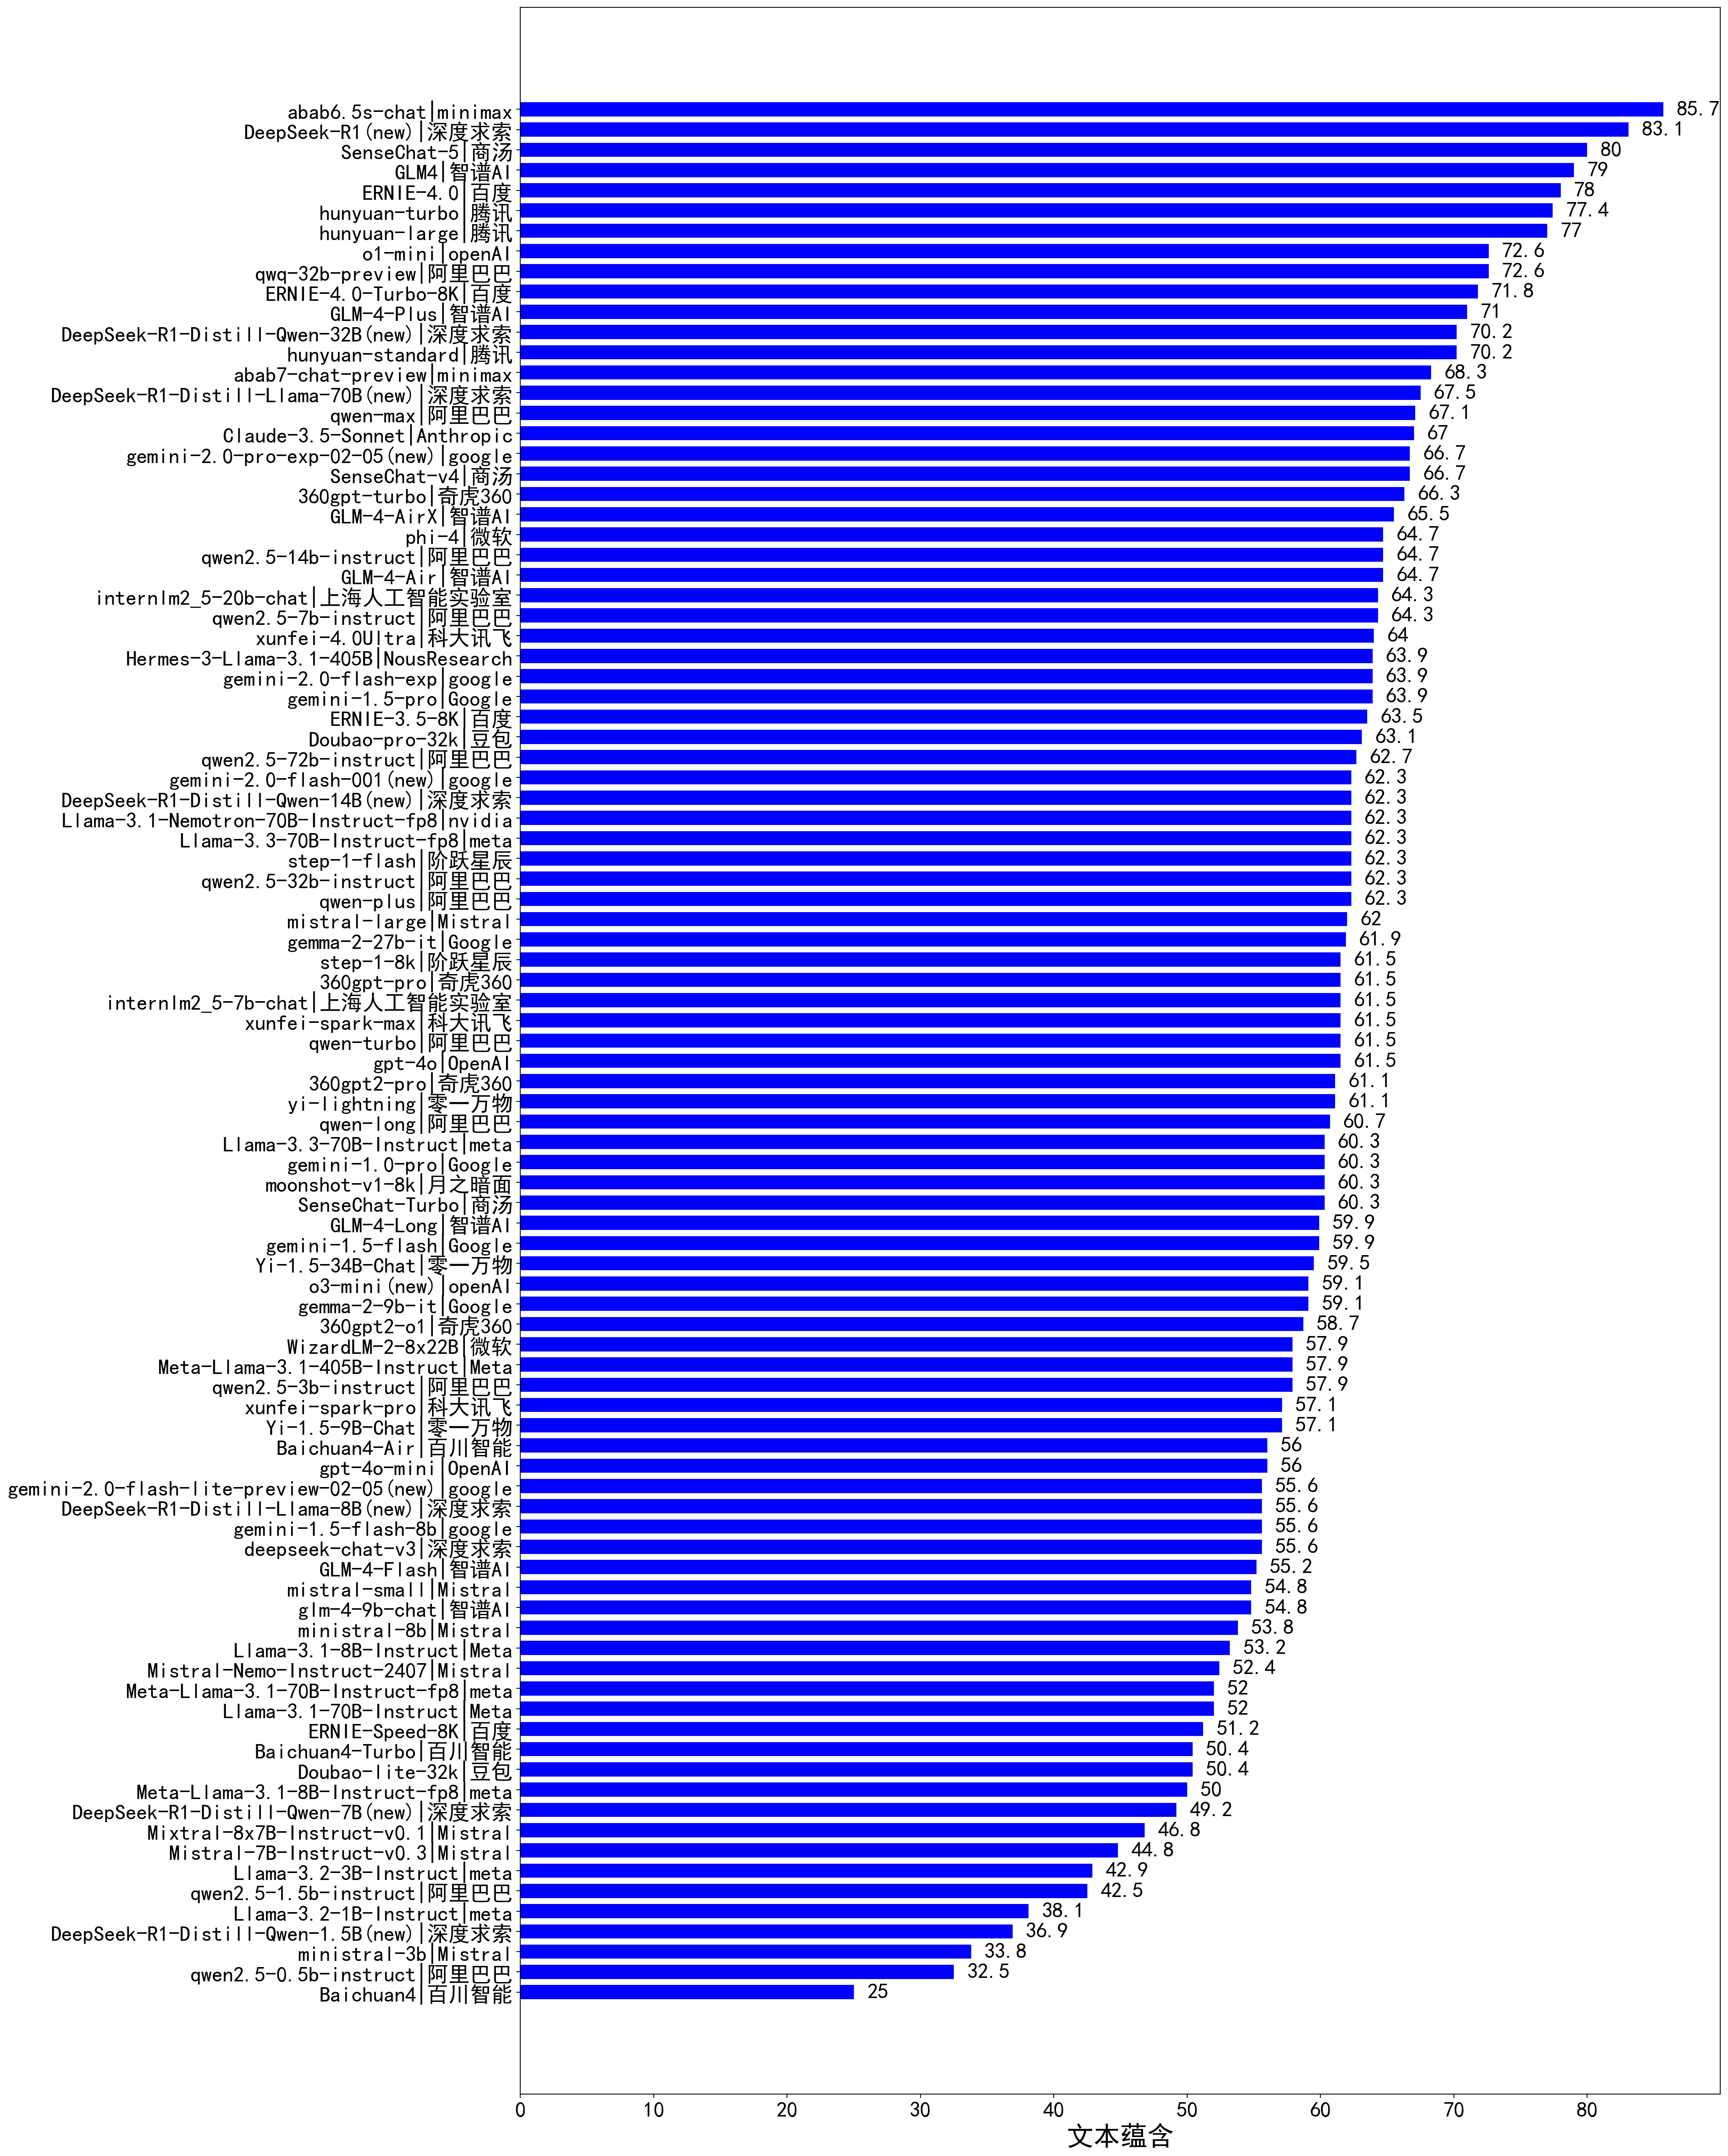 abab6.5s-chat|minimax 85.7
DeepSeek-R1(new)|深度求索 83.1
SenseChat-5|商汤 80
GLM4|智谱AI 79
ERNIE-4.0|百度 78
hunyuan-turbo|腾讯 77.4
hunyuan-large|腾讯 77
o1-mini|openAI 72.6
qwq-32b-preview|阿里巴巴 72.6
ERNIE-4.0-Turbo-8K|百度 71.8
GLM-4-Plus|智谱AI 71
DeepSeek-R1-Distill-Qwen-32B(new)|深度求索 70.2
hunyuan-standard|腾讯 70.2
abab7-chat-preview|minimax 68.3
DeepSeek-R1-Distill-Llama-70B(new)|深度求索 67.5
qwen-max|阿里巴巴 67.1
Claude-3.5-Sonnet|Anthropic 67
gemini-2.0-pro-exp-02-05(new)|google 66.7
SenseChat-v4|商汤 66.7
360gpt-turbo|奇虎360 66.3
GLM-4-AirX|智谱AI 65.5
phi-4|微软 64.7
qwen2.5-14b-instruct|阿里巴巴 64.7
GLM-4-Air|智谱AI 64.7
internlm2_5-20b-chat|上海人工智能实验室 64.3
qwen2.5-7b-instruct|阿里巴巴 64.3
xunfei-4.0Ultra|科大讯飞 64
Hermes-3-Llama-3.1-405B|NousResearch 63.9
gemini-2.0-flash-exp|google 63.9
gemini-1.5-pro|Google 63.9
ERNIE-3.5-8K|百度 63.5
Doubao-pro-32k|豆包 63.1
qwen2.5-72b-instruct|阿里巴巴 62.7
gemini-2.0-flash-001(new)|google 62.3
DeepSeek-R1-Distill-Qwen-14B(new)|深度求索 62.3
Llama-3.1-Nemotron-70B-Instruct-fp8|nvidia 62.3
Llama-3.3-70B-Instruct-fp8|meta 62.3
step-1-flash|阶跃星辰 62.3
qwen2.5-32b-instruct|阿里巴巴 62.3
qwen-plus|阿里巴巴 62.3
mistral-large|Mistral 62
gemma-2-27b-it|Google 61.9
step-1-8k|阶跃星辰 61.5
360gpt-pro|奇虎360 61.5
internlm2_5-7b-chat|上海人工智能实验室 61.5
xunfei-spark-max|科大讯飞 61.5
qwen-turbo|阿里巴巴 61.5
gpt-4o|OpenAI 61.5
360gpt2-pro|奇虎360 61.1
yi-lightning|零一万物 61.1
qwen-long|阿里巴巴 60.7
Llama-3.3-70B-Instruct|meta 60.3
gemini-1.0-pro|Google 60.3
moonshot-v1-8k|月之暗面 60.3
SenseChat-Turbo|商汤 60.3
GLM-4-Long|智谱AI 59.9
gemini-1.5-flash|Google 59.9
Yi-1.5-34B-Chat|零一万物 59.5
o3-mini(new)|openAI 59.1
gemma-2-9b-it|Google 59.1
360gpt2-o1|奇虎360 58.7
WizardLM-2-8x22B|微软 57.9
Meta-Llama-3.1-405B-Instruct|Meta 57.9
qwen2.5-3b-instruct|阿里巴巴 57.9
xunfei-spark-pro|科大讯飞 57.1
Yi-1.5-9B-Chat|零一万物 57.1
Baichuan4-Air|百川智能 56
gpt-4o-mini|OpenAI 56
gemini-2.0-flash-lite-preview-02-05(new)|google 55.6
DeepSeek-R1-Distill-Llama-8B(new)|深度求索 55.6
gemini-1.5-flash-8b|google 55.6
deepseek-chat-v3|深度求索 55.6
GLM-4-Flash|智谱AI 55.2
mistral-small|Mistral 54.8
glm-4-9b-chat|智谱AI 54.8
ministral-8b|Mistral 53.8
Llama-3.1-8B-Instruct|Meta 53.2
Mistral-Nemo-Instruct-2407|Mistral 52.4
Meta-Llama-3.1-70B-Instruct-fp8|meta 52
Llama-3.1-70B-Instruct|Meta 52
ERNIE-Speed-8K|百度 51.2
Baichuan4-Turbo|百川智能 50.4
Doubao-lite-32k|豆包 50.4
Meta-Llama-3.1-8B-Instruct-fp8|meta 50
DeepSeek-R1-Distill-Qwen-7B(new)|深度求索 49.2
Mixtral-8x7B-Instruct-v0.1|Mistral 46.8
Mistral-7B-Instruct-v0.3|Mistral 44.8
Llama-3.2-3B-Instruct|meta 42.9
qwen2.5-1.5b-instruct|阿里巴巴 42.5
Llama-3.2-1B-Instruct|meta 38.1
DeepSeek-R1-Distill-Qwen-1.5B(new)|深度求索 36.9
ministral-3b|Mistral 33.8
qwen2.5-0.5b-instruct|阿里巴巴 32.5
Baichuan4|百川智能 25
0 10 20 30 40 50 60 70 80
文本蕴含